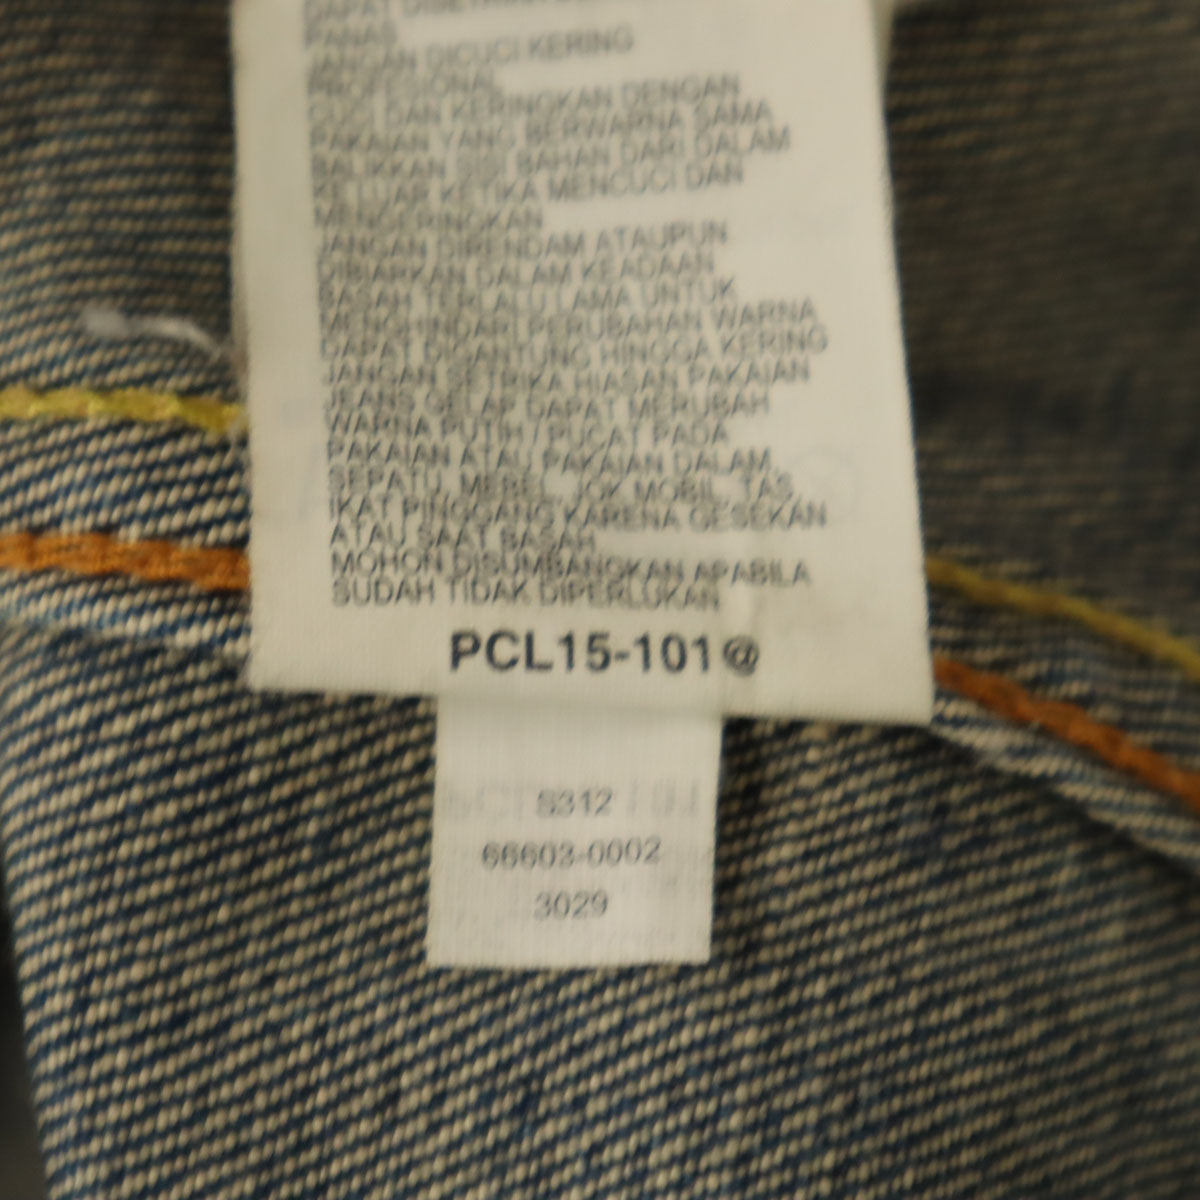 DAPAT DISETRIKA
PANAS
JANGAN DICUCI KERING
PROFESIONAL
CUCI DAN KERINGKAN DENGAN
PAKAIAN YANG BERWARNA SAMA
BALIKKAN SISI BAHAN DARI DALAM
KELUAR KETIKA MENCUCI DAN
MENGERINGKAN
JANGAN DIRENDAM ATAUPUN
DIBIARKAN DALAM KEADAAN
BASAH TERLALU LAMA UNTUK
MENGHINDARI PERUBAHAN WARNA
DAPAT DIGANTUNG HINGGA KERING
JANGAN SETRIKA HIASAN PAKAIAN
JEANS GELAP DAPAT MERUBAH
WARNA PUTIH / PUCAT PADA
PAKAIAN ATAU PAKAIAN DALAM,
SEPATU, MEBEL, JOK MOBIL, TAS,
IKAT PINGGANG KARENA GESEKAN
ATAU SAAT BASAH
MOHON DISUMBANGKAN APABILA
SUDAH TIDAK DIPERLUKAN
PCL15-101@
S312
66603-0002
3029